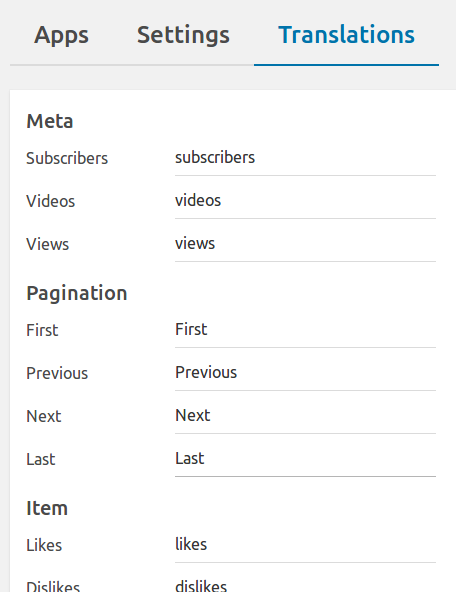 Apps Settings Translations
Meta
Subscribers subscribers
Videos videos
Views views
Pagination
First First
Previous Previous
Next Next
Last Last
Item
Likes likes
Dislikes dislikes